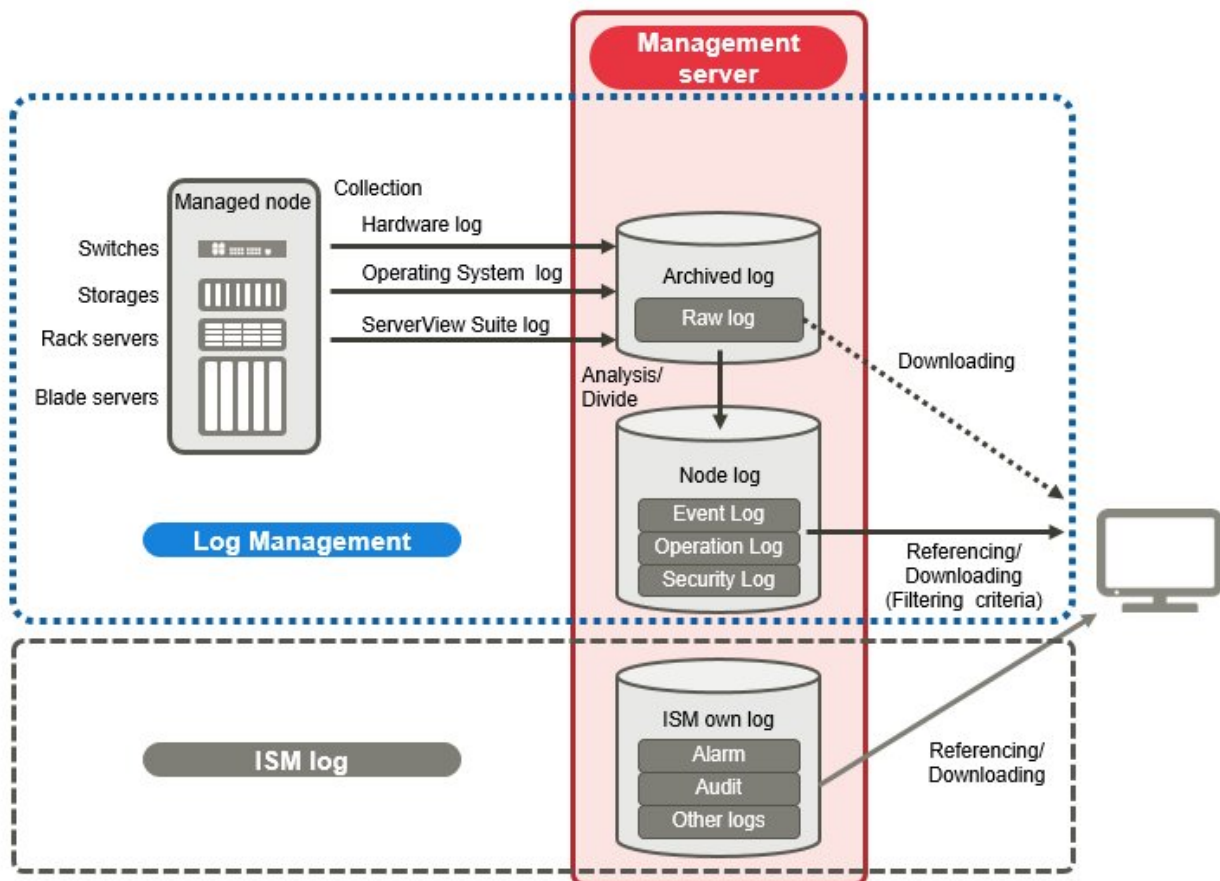 Management
server
Managed node
Collection
Hardware log
Operating System log
ServerView Suite log
Switches
Storages
Rack servers
Blade servers
Archived log
Raw log
Analysis/
Divide
Downloading
Node log
Event Log
Operation Log
Security Log
Log Management
Referencing/
Downloading
(Filtering criteria)
ISM own log
Alarm
Audit
Other logs
ISM log
Referencing/
Downloading